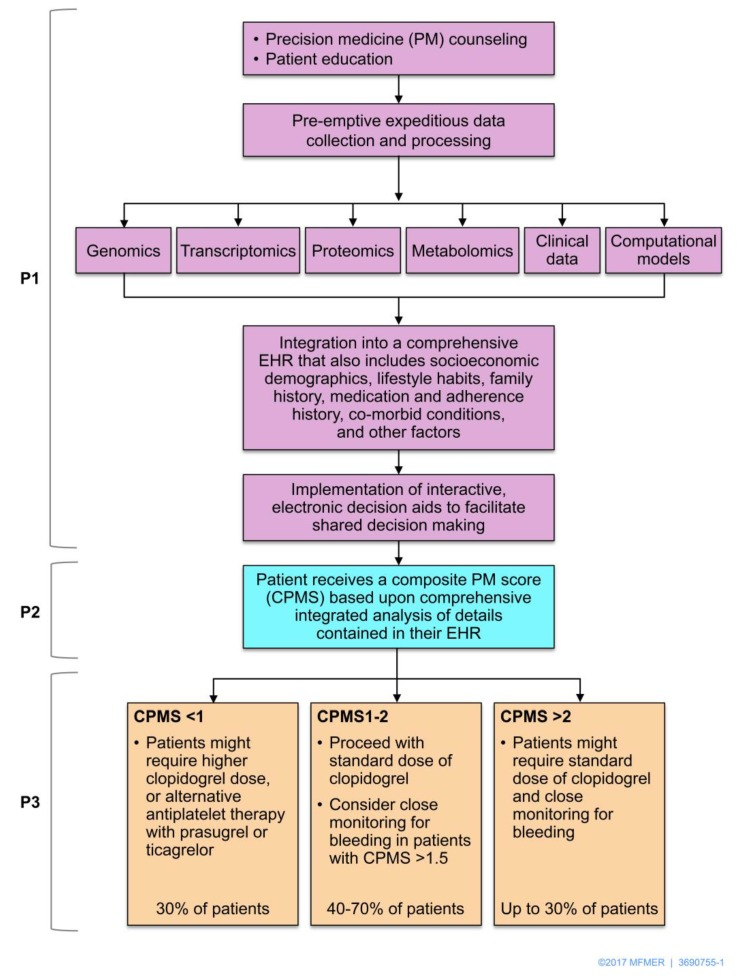 • Precision medicine (PM) counseling
• Patient education
Pre-emptive expeditious data
collection and processing
Genomics
Transcriptomics
Proteomics
Metabolomics
Clinical
data
Computational
models
P1
Integration into a comprehensive
EHR that also includes socioeconomic
demographics, lifestyle habits, family
history, medication and adherence
history, co-morbid conditions,
and other factors
Implementation of interactive,
electronic decision aids to facilitate
shared decision making
P2
Patient receives a composite PM score
(CPMS) based upon comprehensive
integrated analysis of details
contained in their EHR
P3
CPMS <1
• Patients might
require higher
clopidogrel dose,
or alternative
antiplatelet therapy
with prasugrel or
ticagrelor
30% of patients
CPMS1-2
• Proceed with
standard dose of
clopidogrel
• Consider close
monitoring for
bleeding in patients
with CPMS >1.5
40-70% of patients
CPMS >2
• Patients might
require standard
dose of clopidogrel
and close
monitoring for
bleeding
Up to 30% of patients
©2017 MFMER | 3690755-1